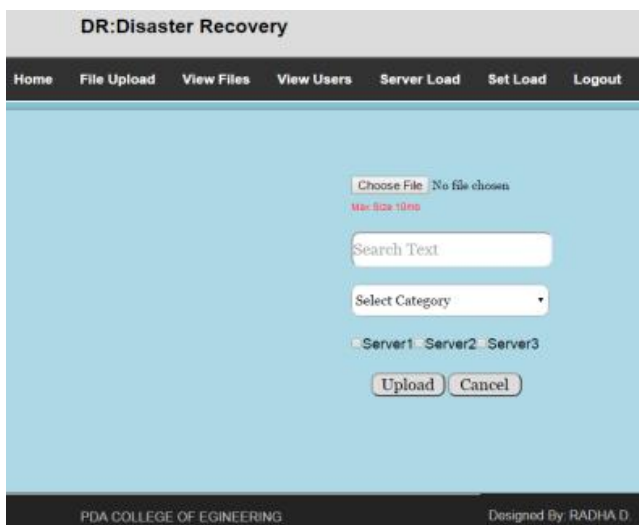 DR:Disaster Recovery
Home File Upload View Files View Users Server Load Set Load Logout
Choose File No file chosen
Max Size 10mb
Search Text
Select Category
Server1 Server2 Server3
Upload Cancel
PDA COLLEGE OF EGINEERING Designed By: RADHA D